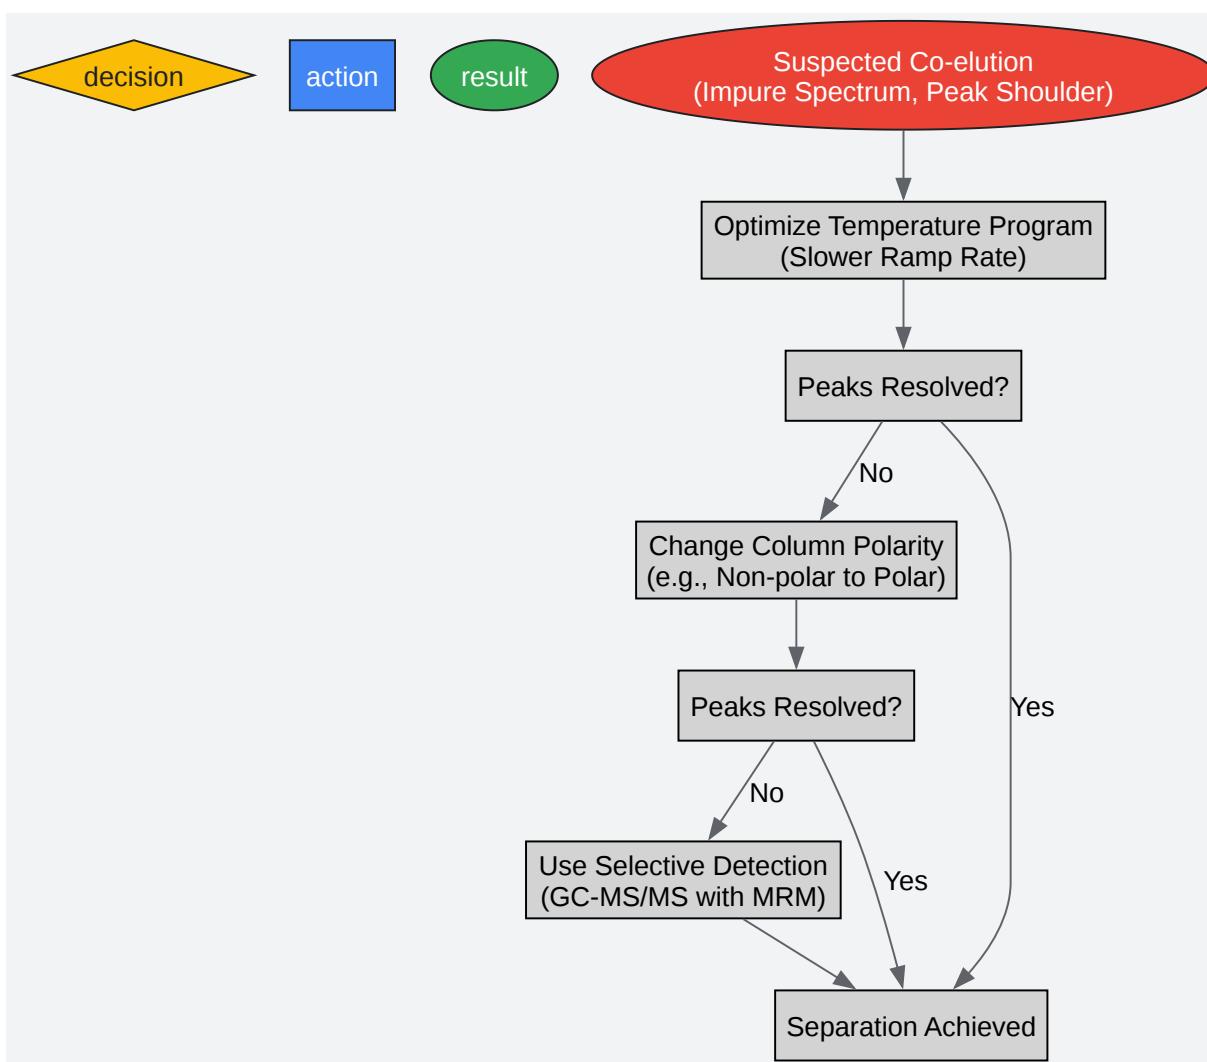 decision
action
result
Suspected Co-elution
(Impure Spectrum, Peak Shoulder)
Optimize Temperature Program
(Slower Ramp Rate)
Peaks Resolved?
No
Change Column Polarity
(e.g., Non-polar to Polar)
Peaks Resolved?
Yes
No
Use Selective Detection
(GC-MS/MS with MRM)
Yes
Separation Achieved